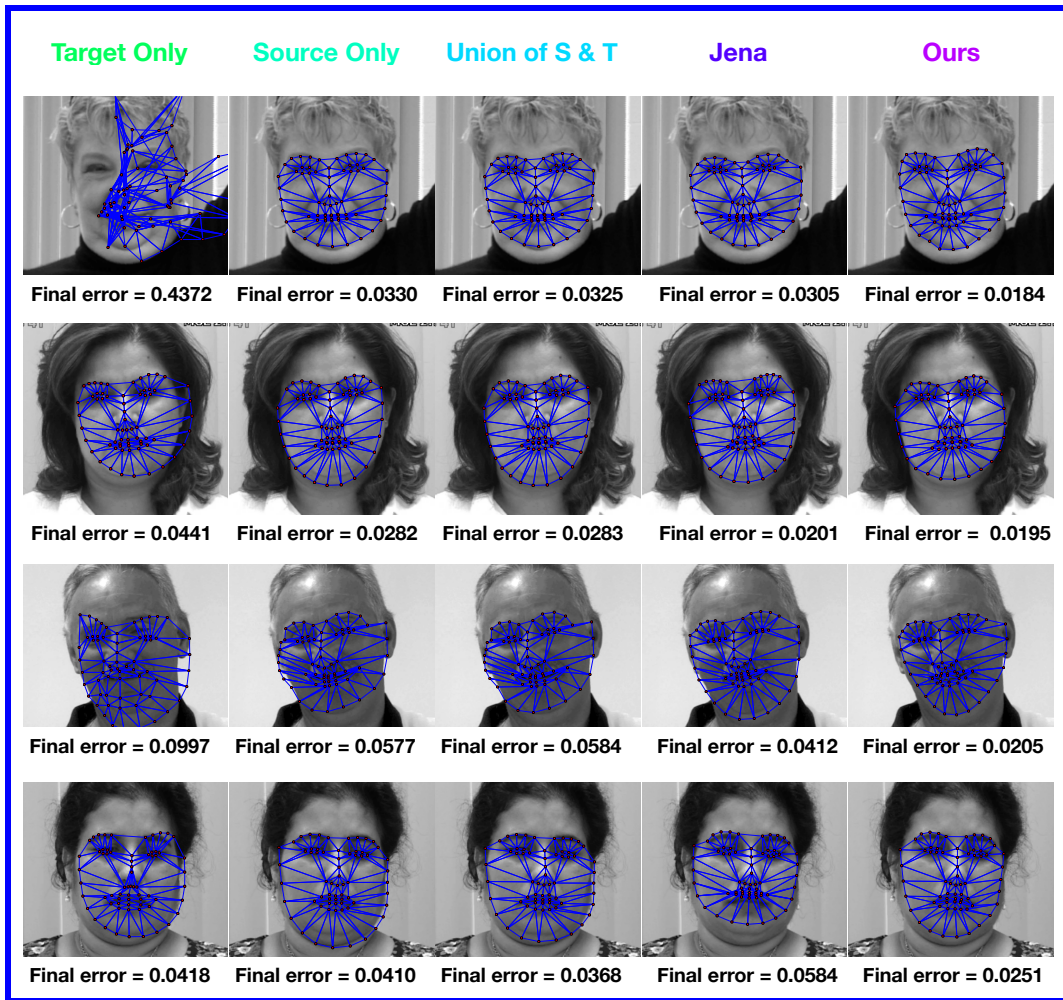 Target Only Source Only Union of S & T Jena Ours
Final error = 0.4372 Final error = 0.0330 Final error = 0.0325 Final error = 0.0305 Final error = 0.0184
Final error = 0.0441 Final error = 0.0282 Final error = 0.0283 Final error = 0.0201 Final error = 0.0195
Final error = 0.0997 Final error = 0.0577 Final error = 0.0584 Final error = 0.0412 Final error = 0.0205
Final error = 0.0418 Final error = 0.0410 Final error = 0.0368 Final error = 0.0584 Final error = 0.0251